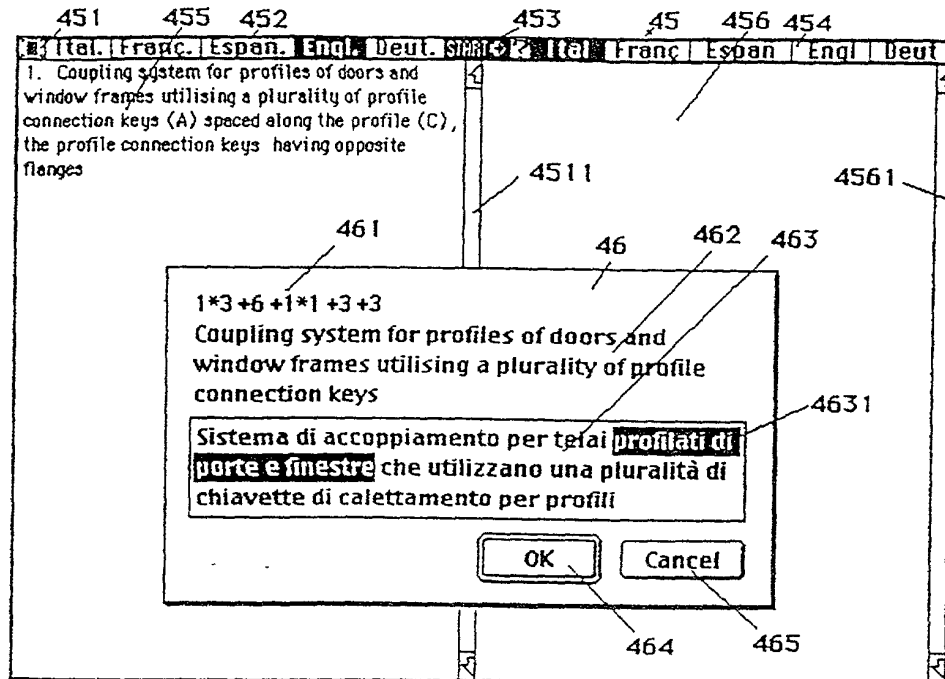 451 455 452 453 45 456 454
Ital. Franç. Espan. Engl. Deut. START Ital Franç Espan Engl Deut
1. Coupling system for profiles of doors and
window frames utilising a plurality of profile
connection keys (A) spaced along the profile (C),
the profile connection keys having opposite
flanges
4511
4561
461
46
462
463
1*3 +6 +1*1 +3 +3
Coupling system for profiles of doors and
window frames utilising a plurality of profile
connection keys
4631
Sistema di accoppiamento per telai profilati di
porte e finestre che utilizzano una pluralità di
chiavette di calettamento per profili
OK Cancel
464
465